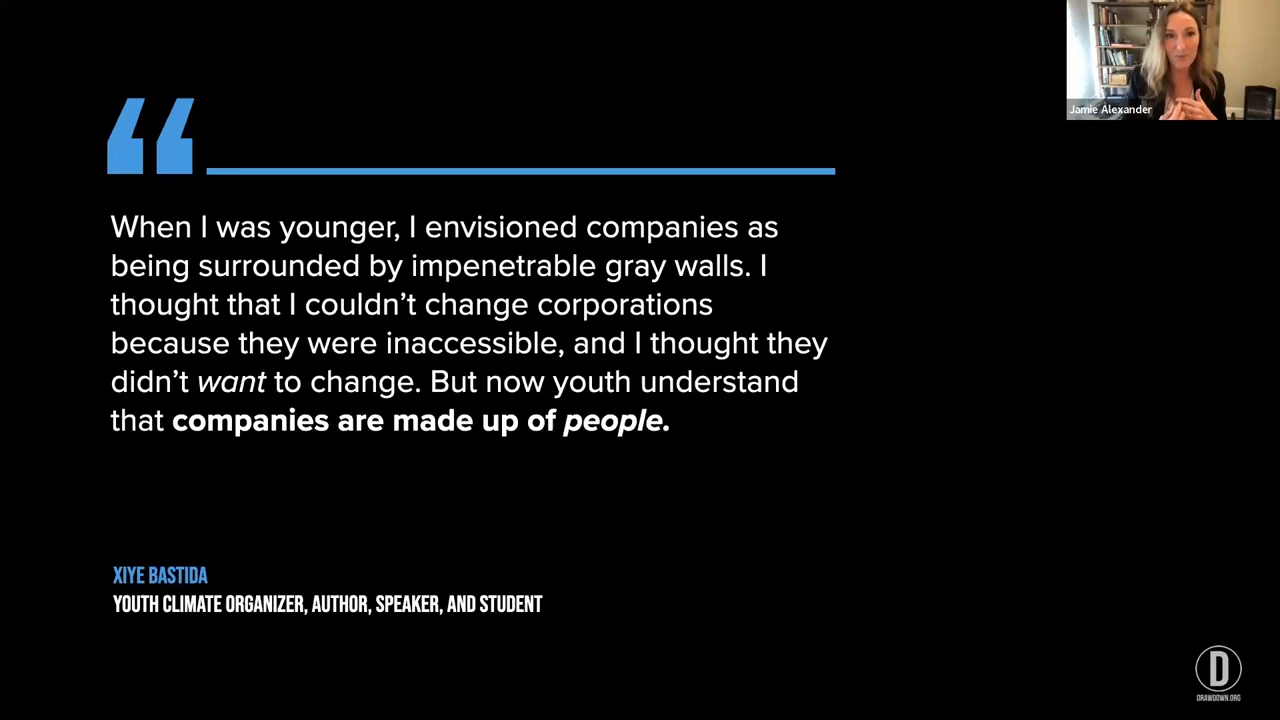 Jamie Alexander
“
When I was younger, I envisioned companies as
being surrounded by impenetrable gray walls. I
thought that I couldn’t change corporations
because they were inaccessible, and I thought they
didn’t want to change. But now youth understand
that companies are made up of people.
XIYE BASTIDA
YOUTH CLIMATE ORGANIZER, AUTHOR, SPEAKER, AND STUDENT
D
DRAWDOWN.ORG